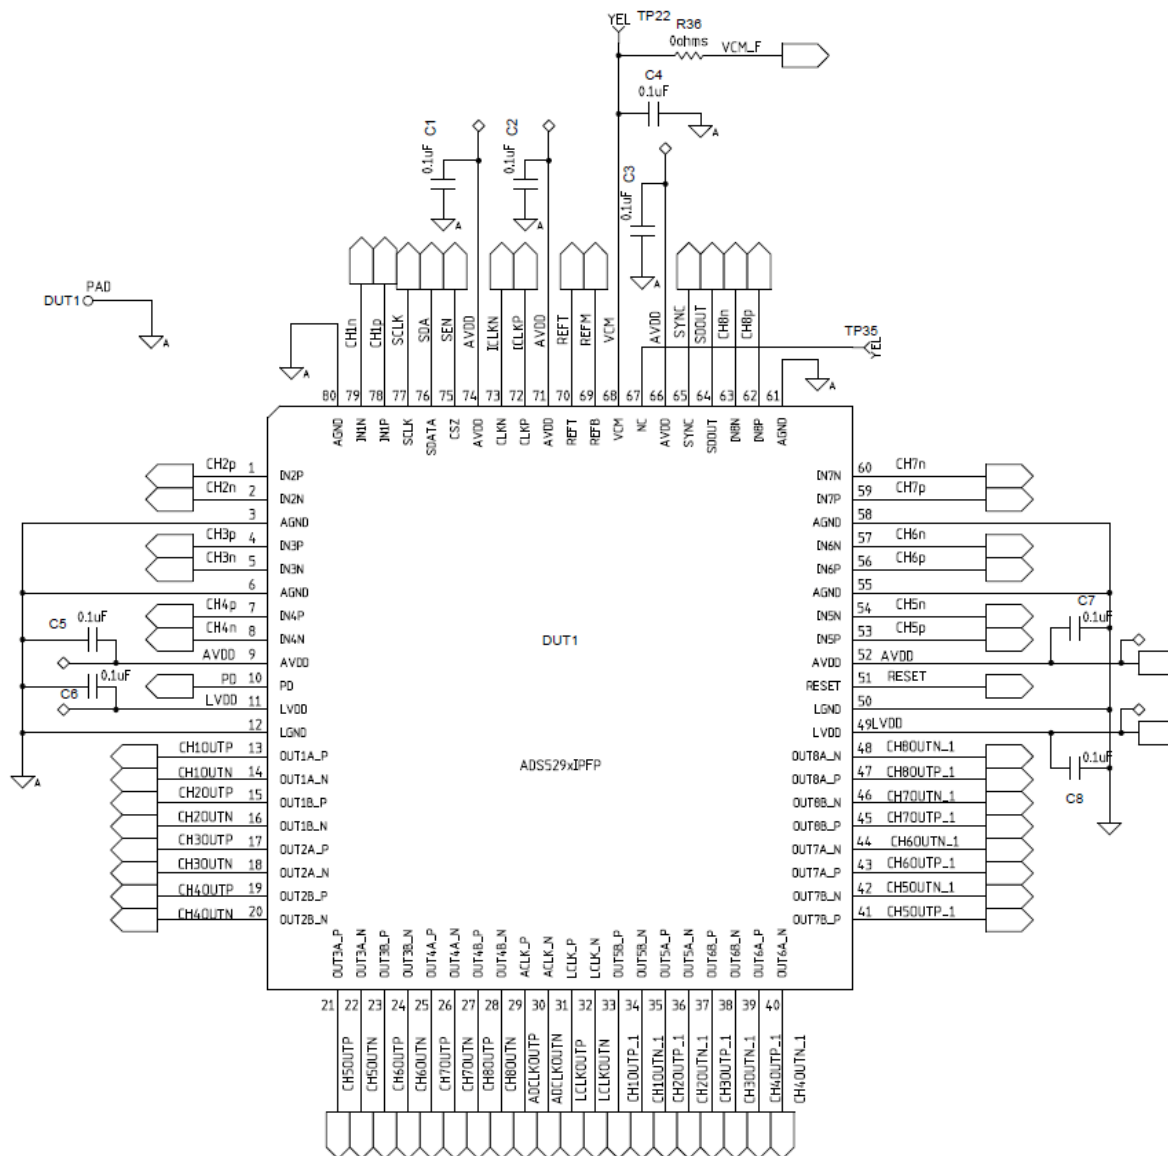 YEL TP22
R36
0ohms VCM_F
C4
0.1uF
A
C1 0.1uF
A
C2 0.1uF
A
C3 0.1uF
A
PAD
DUT1
A
A
CH1n CH1p SCLK SDA SEN AVDD ICLKN ICLKP AVDD REFT REFM VCM AVDD SYNC SDOUT CH8n CH8p
TP35
YEL
A
80 79 78 77 76 75 74 73 72 71 70 69 68 67 66 65 64 63 62 61
AGND IN1N IN1P SCLK SDATA CSZ AVDD CLKN CLKP AVDD REFT REFB VCM NC AVDD SYNC SDOUT IN8N IN8P AGND
CH2p 1 IN2P IN7N 60 CH7n
CH2n 2 IN2N IN7P 59 CH7p
3 AGND AGND 58
CH3p 4 IN3P IN6N 57 CH6n
CH3n 5 IN3N IN6P 56 CH6p
6 AGND AGND 55
CH4p 7 IN4P IN5N 54 CH5n
C5 0.1uF CH4n 8 IN4N DUT1 IN5P 53 CH5p C7 0.1uF
AVDD 9 AVDD AVDD 52 AVDD
C6 0.1uF PD 10 PD RESET 51 RESET
LVDD 11 LVDD LGND 50
12 LGND LVDD 49 LVDD
CH1OUTP 13 OUT1A_P ADS529xIPFP OUT8A_N 48 CH8OUTN_1 0.1uF
A
CH1OUTN 14 OUT1A_N OUT8A_P 47 CH8OUTP_1
C8
CH2OUTP 15 OUT1B_P OUT8B_N 46 CH7OUTN_1
CH2OUTN 16 OUT1B_N OUT8B_P 45 CH7OUTP_1
CH3OUTP 17 OUT2A_P OUT7A_N 44 CH6OUTN_1
CH3OUTN 18 OUT2A_N OUT7A_P 43 CH6OUTP_1
CH4OUTP 19 OUT2B_P OUT7B_N 42 CH5OUTN_1
CH4OUTN 20 OUT2B_N OUT7B_P 41 CH5OUTP_1
OUT3A_P OUT3A_N OUT3B_P OUT3B_N OUT4A_P OUT4A_N OUT4B_P OUT4B_N ACLK_P ACLK_N LCLK_P LCLK_N OUT5B_P OUT5B_N OUT5A_P OUT5A_N OUT6B_P OUT6B_N OUT6A_P OUT6A_N
21 22 23 24 25 26 27 28 29 30 31 32 33 34 35 36 37 38 39 40
CH5OUTP CH5OUTN CH6OUTP CH6OUTN CH7OUTP CH7OUTN CH8OUTP CH8OUTN ADCLKOUTP ADCLKOUTN LCLKOUTP LCLKOUTN CH1OUTP_1 CH1OUTN_1 CH2OUTP_1 CH2OUTN_1 CH3OUTP_1 CH3OUTN_1 CH4OUTP_1 CH4OUTN_1